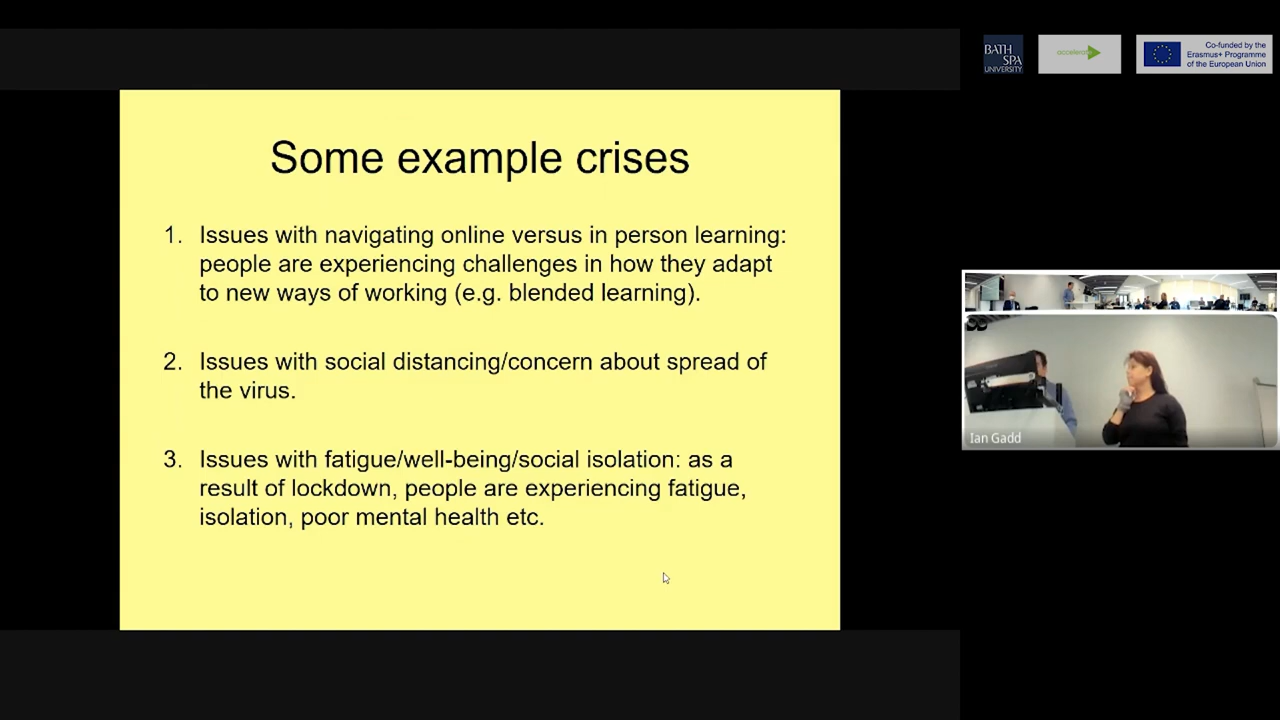 BATH
SPA
UNIVERSITY
accelerate
Co-funded by the
Erasmus+ Programme
of the European Union
Some example crises
1. Issues with navigating online versus in person learning:
people are experiencing challenges in how they adapt
to new ways of working (e.g. blended learning).
2. Issues with social distancing/concern about spread of
the virus.
3. Issues with fatigue/well-being/social isolation: as a
result of lockdown, people are experiencing fatigue,
isolation, poor mental health etc.
Ian Gadd